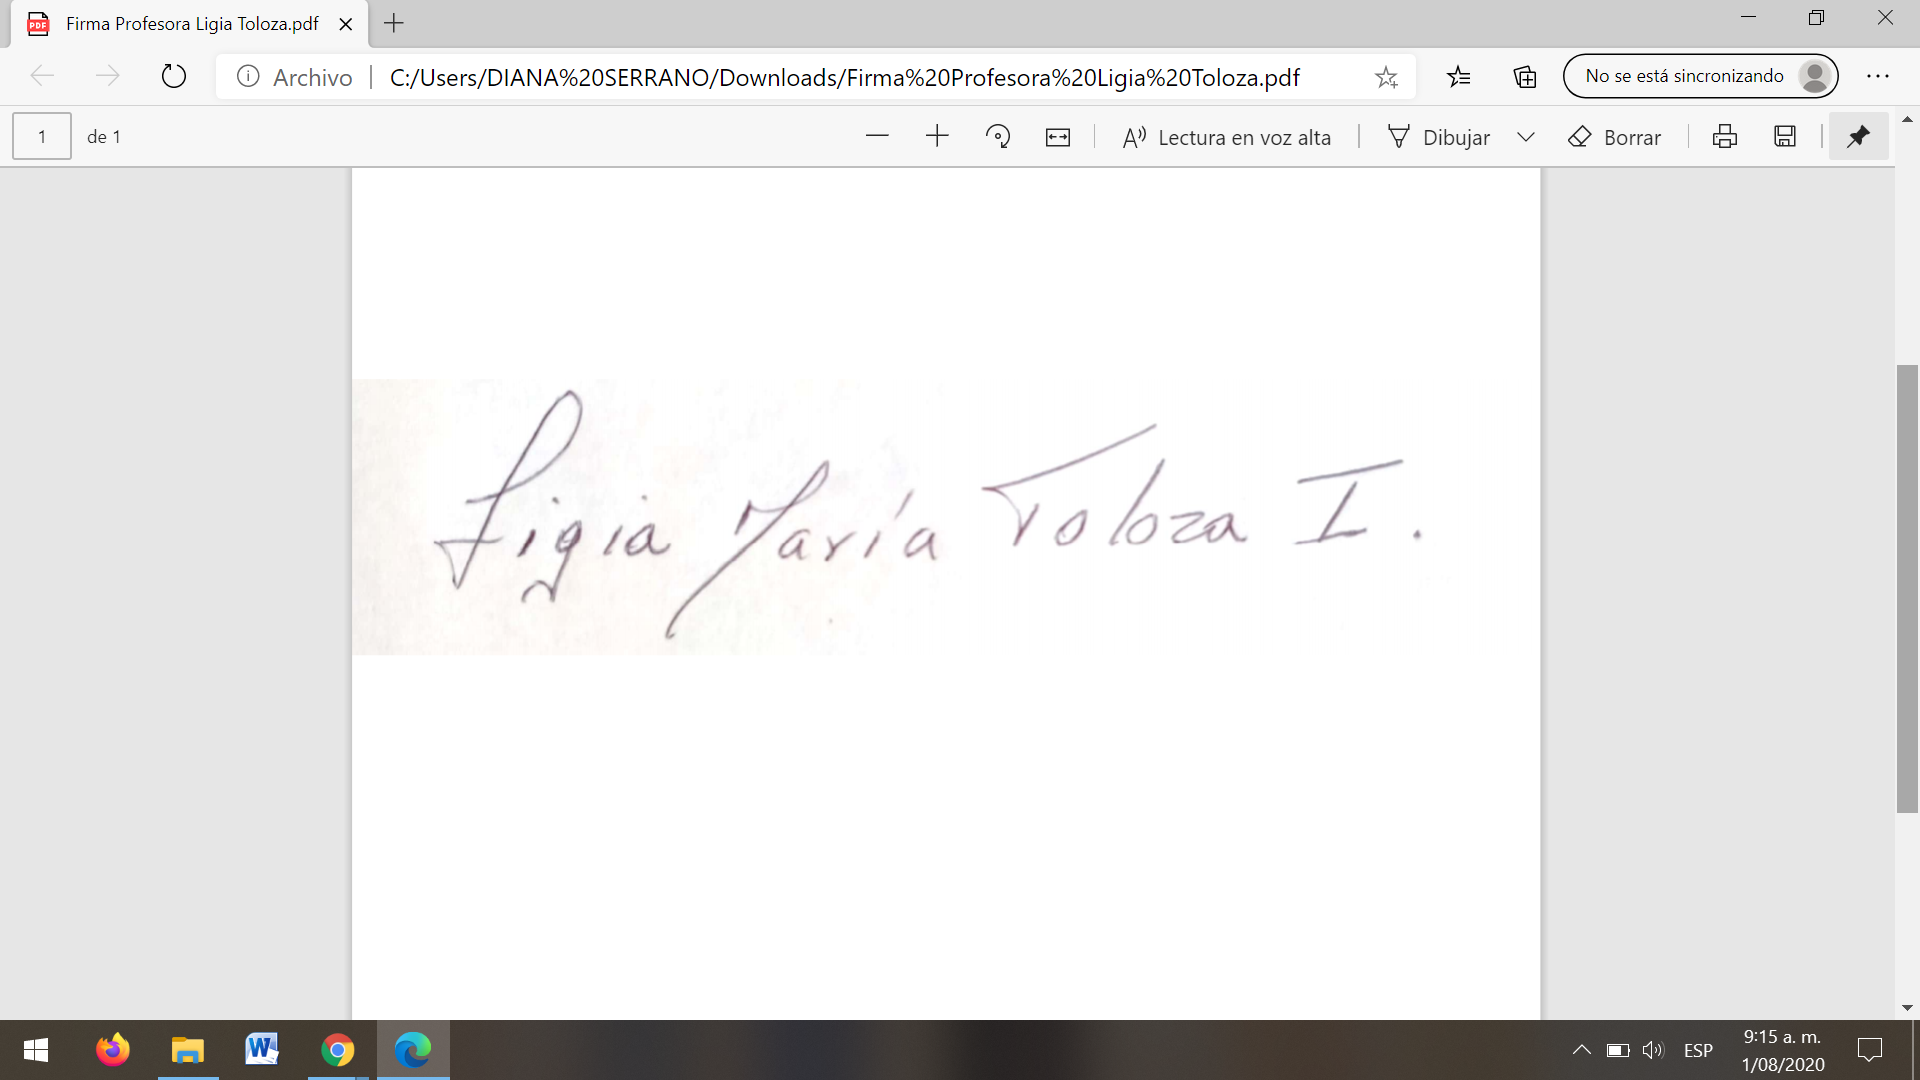 Firma Profesora Ligia Toloza.pdf
Archivo | C:/Users/DIANA%20SERRANO/Downloads/Firma%20Profesora%20Ligia%20Toloza.pdf
No se está sincronizando
1 de 1
Lectura en voz alta
Dibujar
Borrar
Ligia María Toloza I.
ESP
9:15 a. m.
1/08/2020